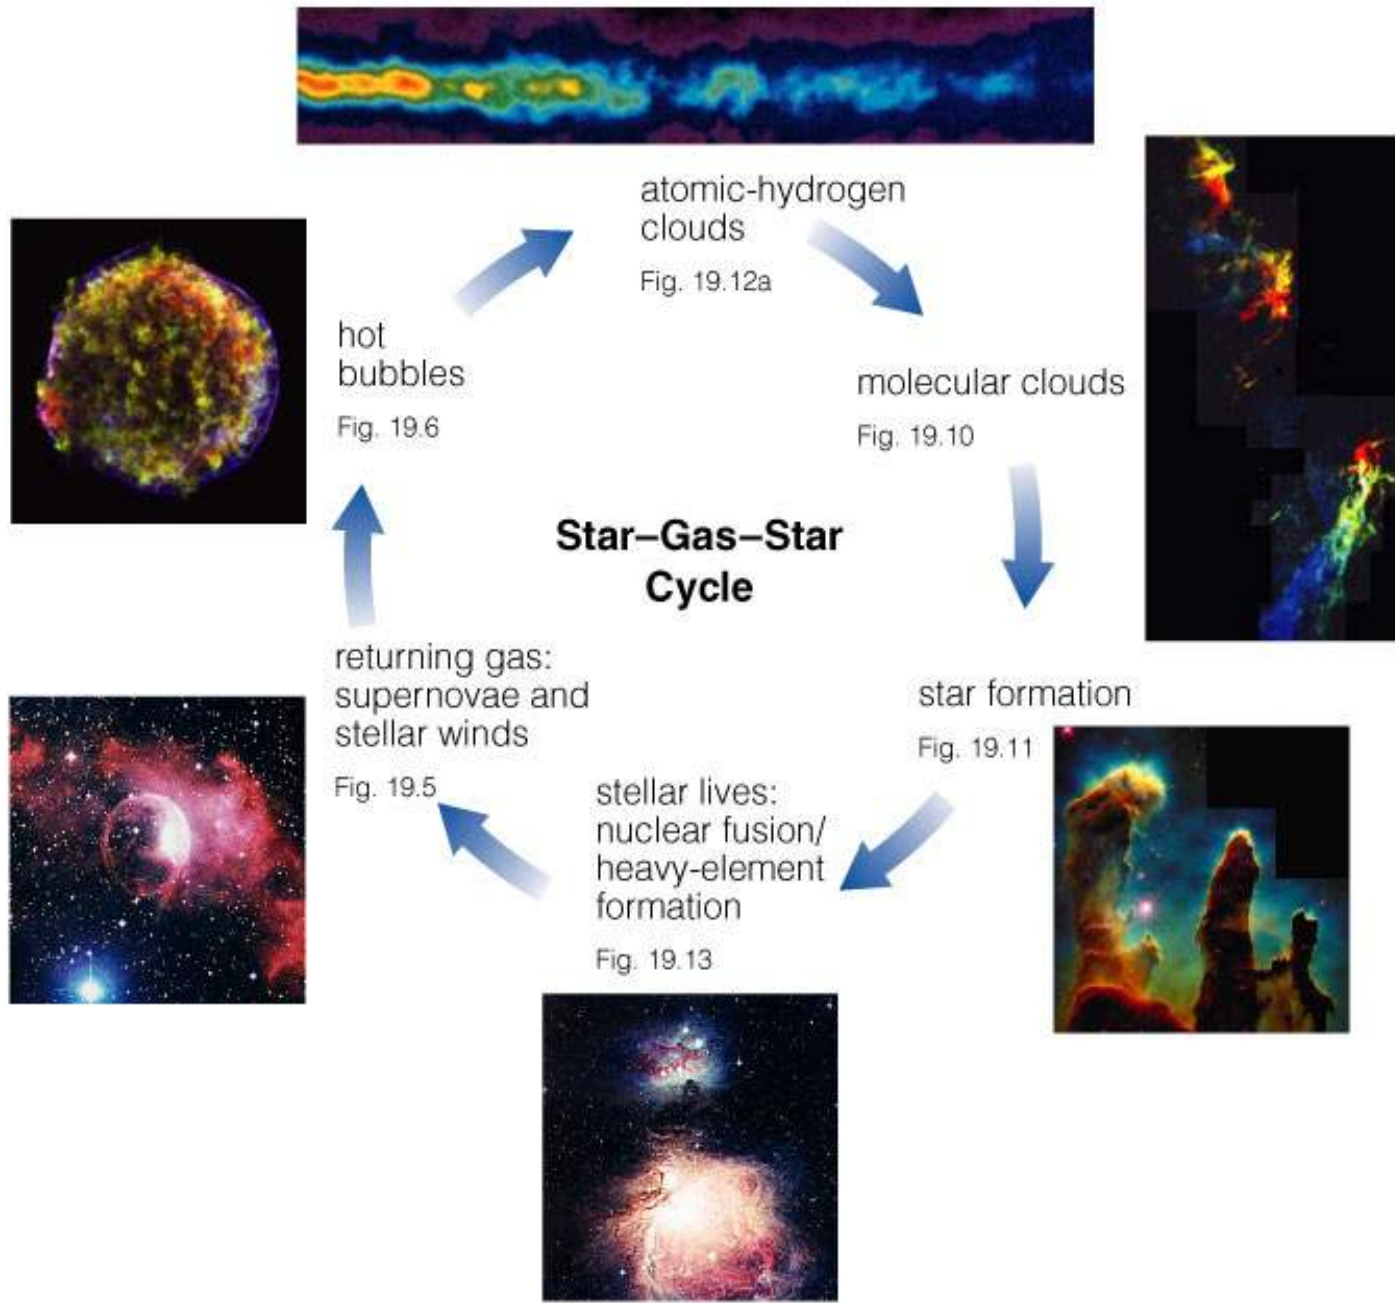 atomic-hydrogen
clouds
Fig. 19.12a
hot
bubbles
Fig. 19.6
molecular clouds
Fig. 19.10
Star–Gas–Star
Cycle
returning gas:
supernovae and
stellar winds
Fig. 19.5
star formation
Fig. 19.11
stellar lives:
nuclear fusion/
heavy-element
formation
Fig. 19.13